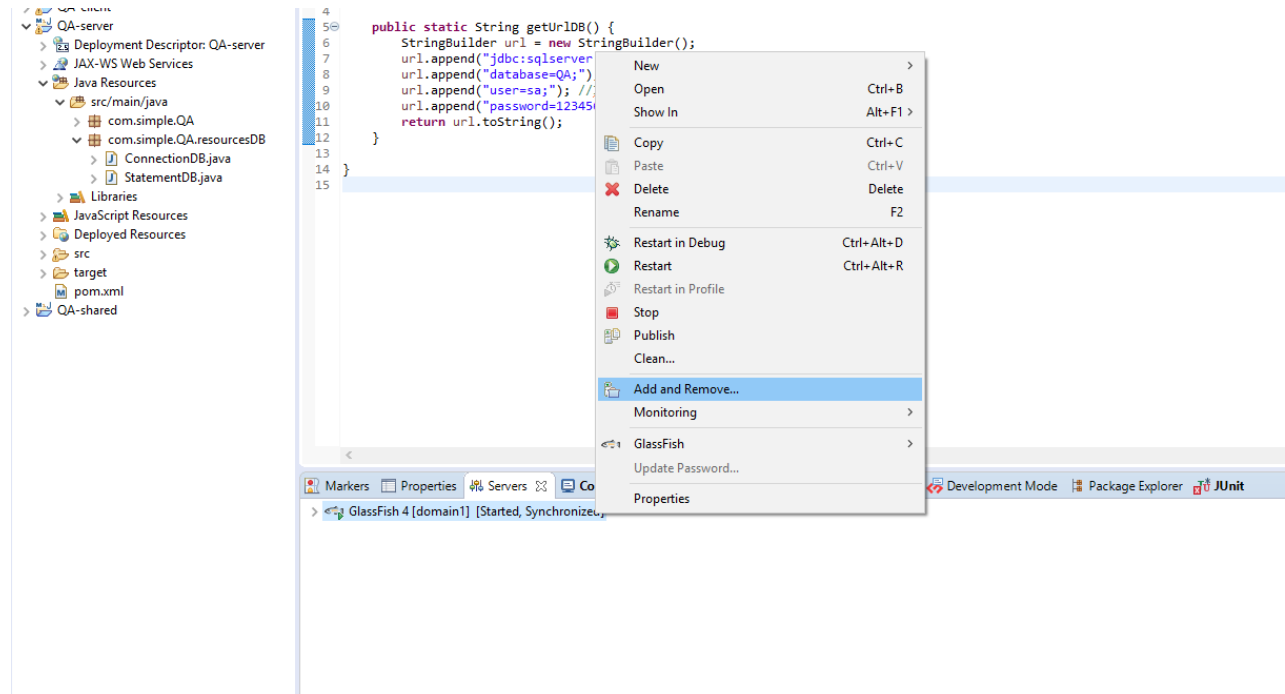 QA-client
QA-server
Deployment Descriptor: QA-server
JAX-WS Web Services
Java Resources
src/main/java
com.simple.QA
com.simple.QA.resourcesDB
ConnectionDB.java
StatementDB.java
Libraries
JavaScript Resources
Deployed Resources
src
target
pom.xml
QA-shared
4
5 public static String getUrlDB() {
6 StringBuilder url = new StringBuilder();
7 url.append("jdbc:sqlserver
8 url.append("database=QA;")
9 url.append("user=sa;"); //
10 url.append("password=123456
11 return url.toString();
12 }
13
14 }
15
New
Open Ctrl+B
Show In Alt+F1
Copy Ctrl+C
Paste Ctrl+V
Delete Delete
Rename F2
Restart in Debug Ctrl+Alt+D
Restart Ctrl+Alt+R
Restart in Profile
Stop
Publish
Clean...
Add and Remove...
Monitoring
GlassFish
Update Password...
Properties
Markers Properties Servers Co Development Mode Package Explorer JUnit
GlassFish 4 [domain1] [Started, Synchronized]